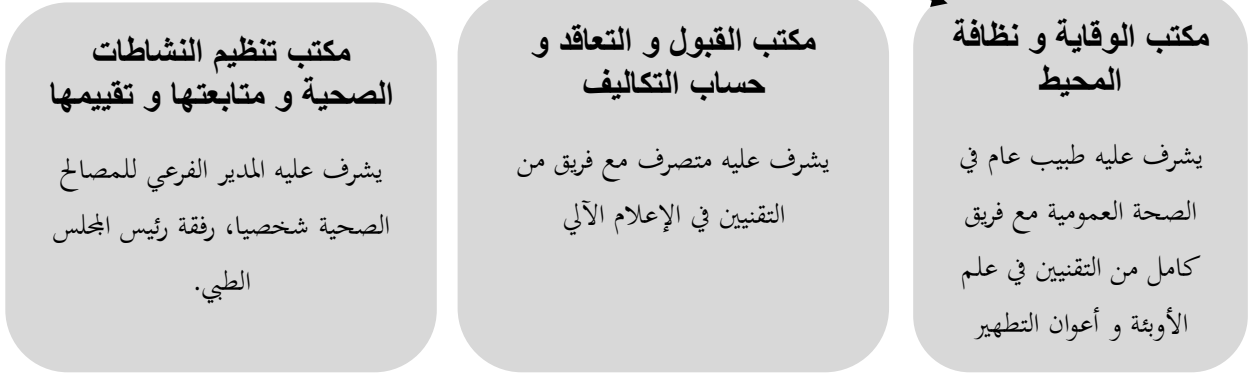 مكتب الوقاية و نظافة
المحيط
يشرف عليه طبيب عام في
الصحة العمومية مع فريق
كامل من التقنيين في علم
الأوبئة و أعوان التطهير
مكتب القبول و التعاقد و
حساب التكاليف
يشرف عليه متصرف مع فريق من
التقنيين في الإعلام الآلي
مكتب تنظيم النشاطات
الصحية و متابعتها و تقييمها
يشرف عليه المدير الفرعي للمصالح
الصحية شخصيا، رفقة رئيس المجلس
الطبي.